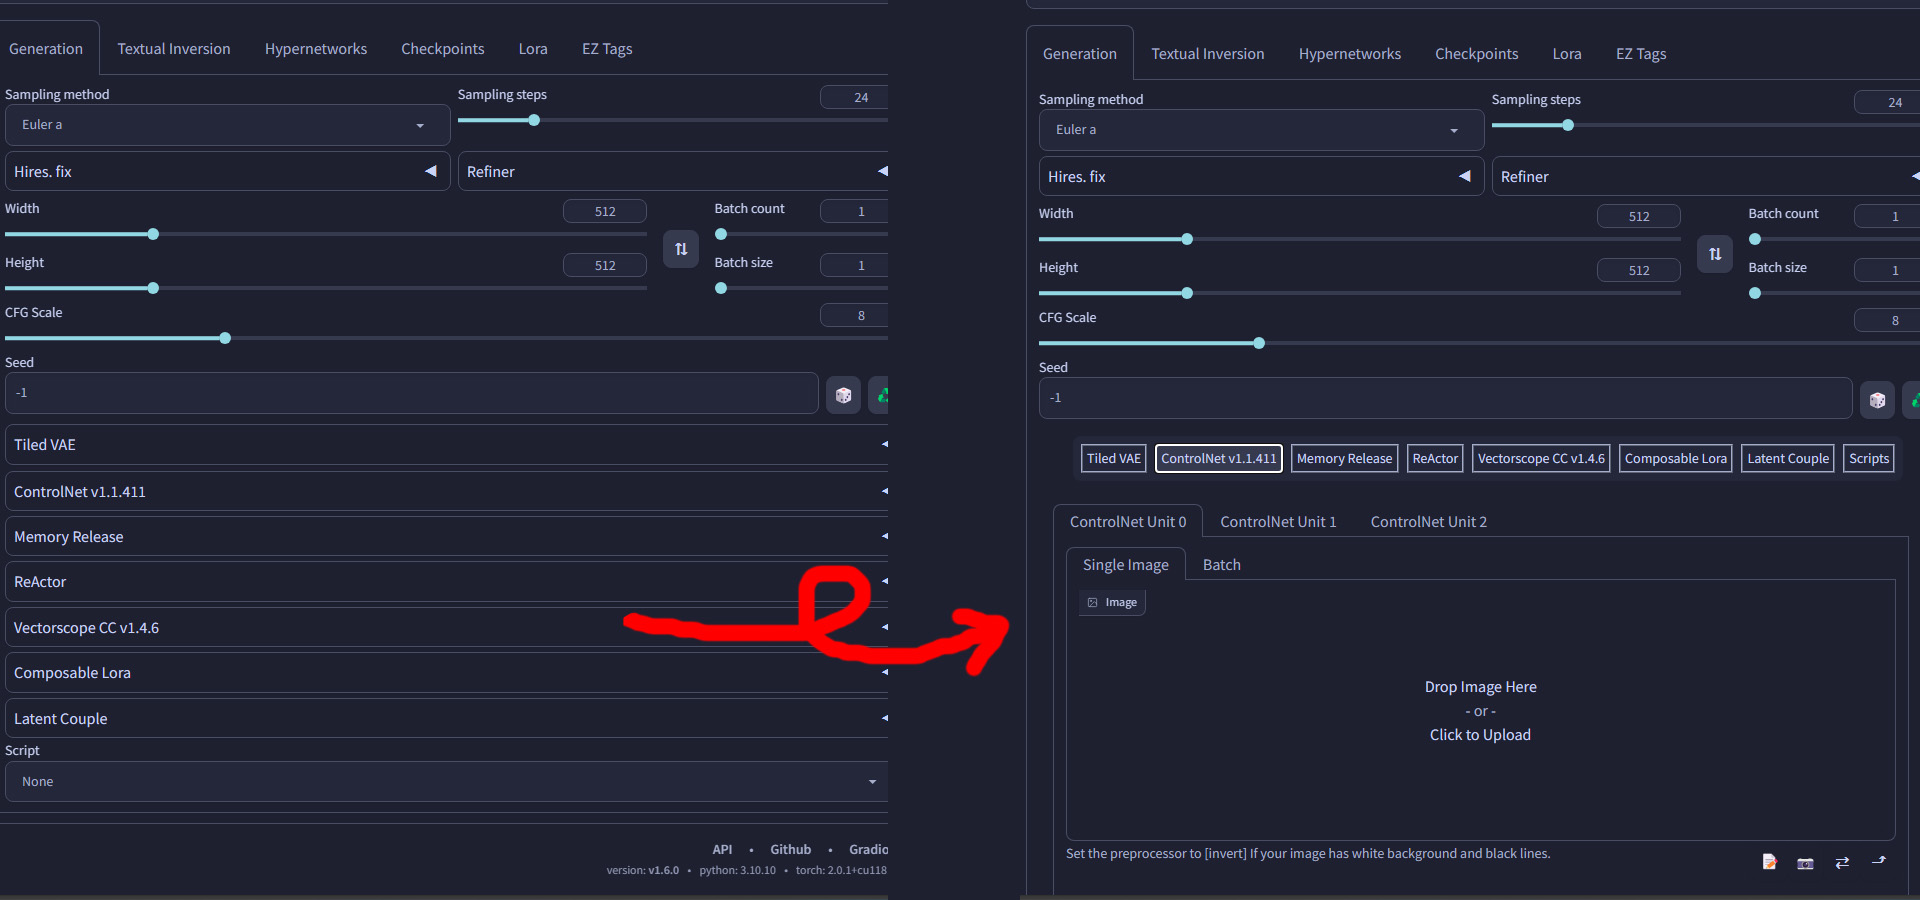 Generation Textual Inversion Hypernetworks Checkpoints Lora EZ Tags
Sampling method Sampling steps 24
Euler a
Hires. fix Refiner
Width 512 Batch count 1
Height 512 Batch size 1
CFG Scale 8
Seed
-1
Tiled VAE
ControlNet v1.1.411
Memory Release
ReActor
Vectorscope CC v1.4.6
Composable Lora
Latent Couple
Script
None
API • Github • Gradio
version: v1.6.0 • python: 3.10.10 • torch: 2.0.1+cu118
Generation Textual Inversion Hypernetworks Checkpoints Lora EZ Tags
Sampling method Sampling steps 24
Euler a
Hires. fix Refiner
Width 512 Batch count 1
Height 512 Batch size 1
CFG Scale 8
Seed
-1
Tiled VAE ControlNet v1.1.411 Memory Release ReActor Vectorscope CC v1.4.6 Composable Lora Latent Couple Scripts
ControlNet Unit 0 ControlNet Unit 1 ControlNet Unit 2
Single Image Batch
Image
Drop Image Here
- or -
Click to Upload
Set the preprocessor to [invert] If your image has white background and black lines.